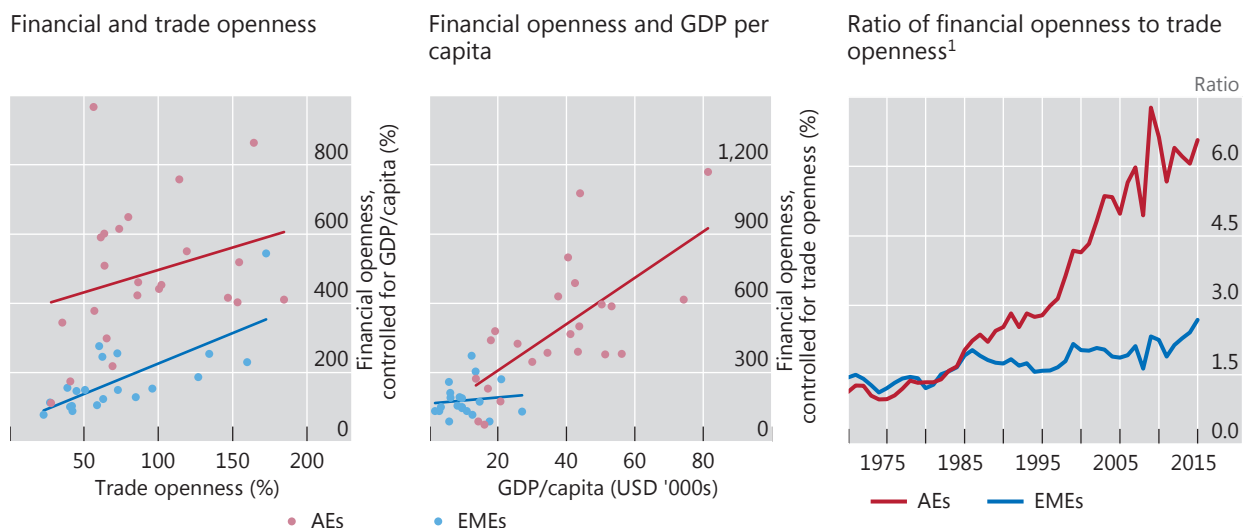 Financial and trade openness
800
600
400
200
0
50 100 150 200
Trade openness (%)
Financial openness,
controlled for GDP/capita (%)
Financial openness and GDP per
capita
1,200
900
600
300
0
20 40 60 80
GDP/capita (USD '000s)
Financial openness,
controlled for trade openness (%)
AEs EMEs
Ratio of financial openness to trade
openness¹
Ratio
6.0
4.5
3.0
1.5
0.0
1975 1985 1995 2005 2015
AEs EMEs